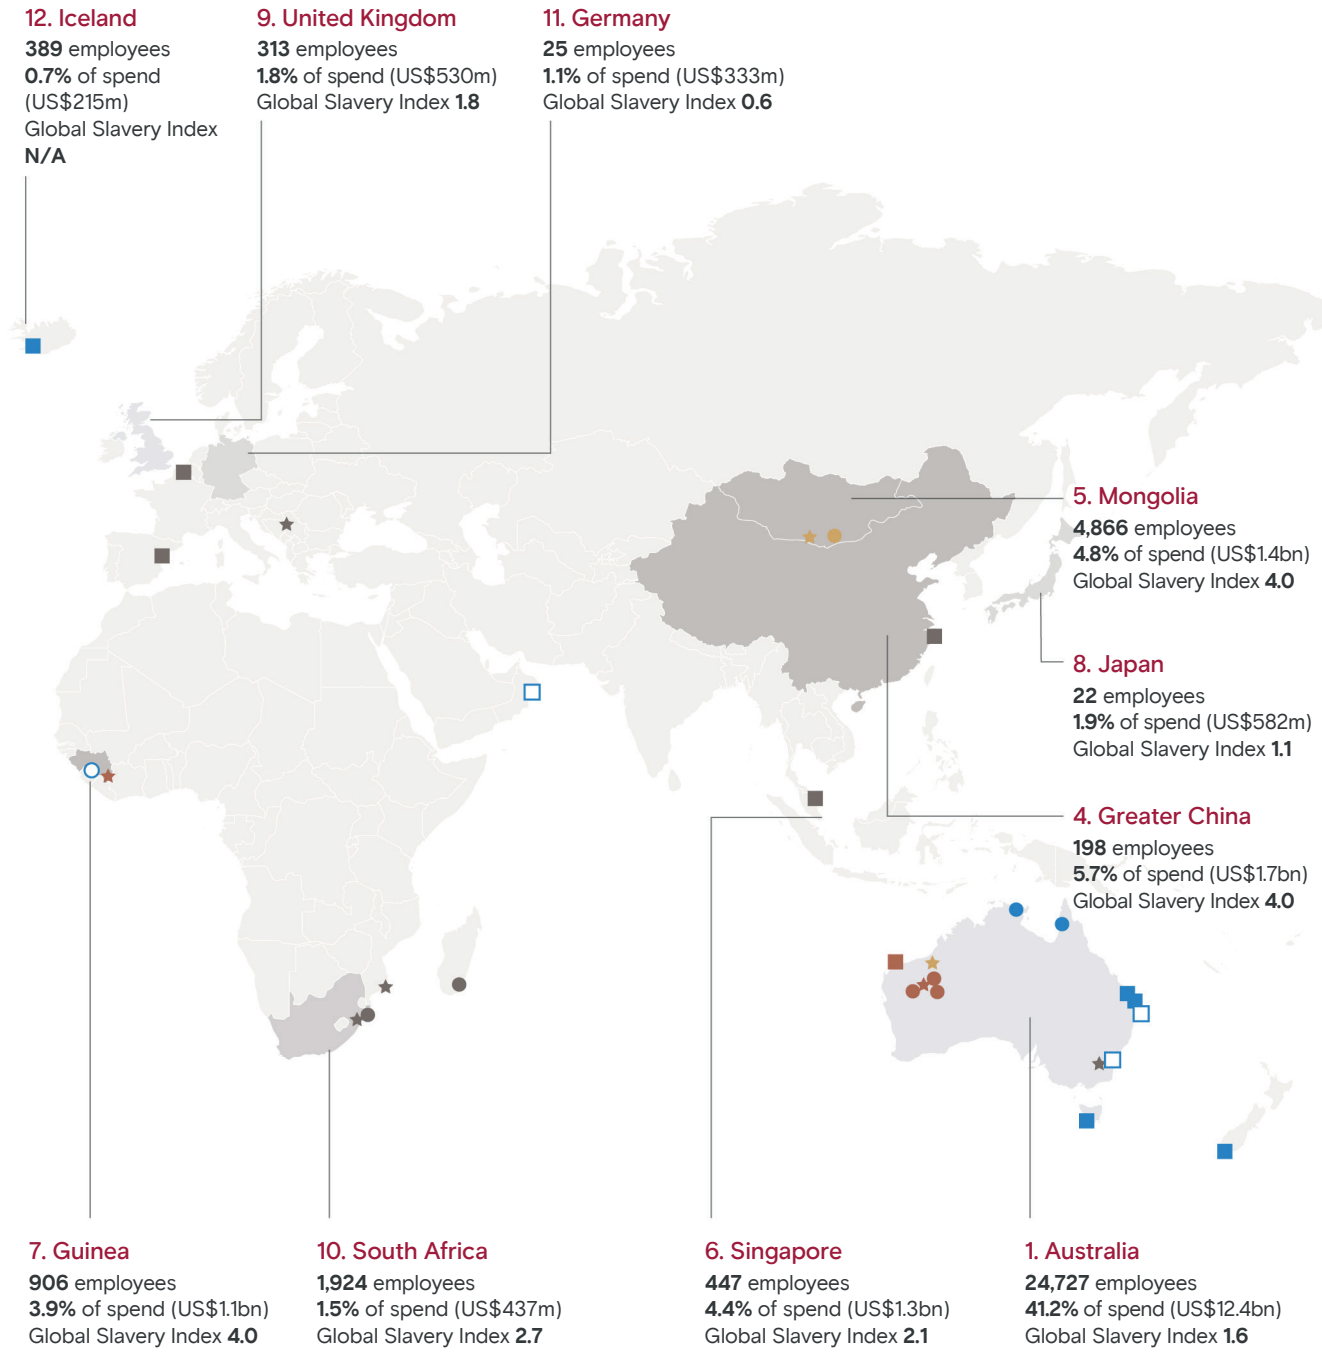 12. Iceland
389 employees
0.7% of spend
(US$215m)
Global Slavery Index
N/A
9. United Kingdom
313 employees
1.8% of spend (US$530m)
Global Slavery Index 1.8
11. Germany
25 employees
1.1% of spend (US$333m)
Global Slavery Index 0.6
5. Mongolia
4,866 employees
4.8% of spend (US$1.4bn)
Global Slavery Index 4.0
8. Japan
22 employees
1.9% of spend (US$582m)
Global Slavery Index 1.1
4. Greater China
198 employees
5.7% of spend (US$1.7bn)
Global Slavery Index 4.0
7. Guinea
906 employees
3.9% of spend (US$1.1bn)
Global Slavery Index 4.0
10. South Africa
1,924 employees
1.5% of spend (US$437m)
Global Slavery Index 2.7
6. Singapore
447 employees
4.4% of spend (US$1.3bn)
Global Slavery Index 2.1
1. Australia
24,727 employees
41.2% of spend (US$12.4bn)
Global Slavery Index 1.6